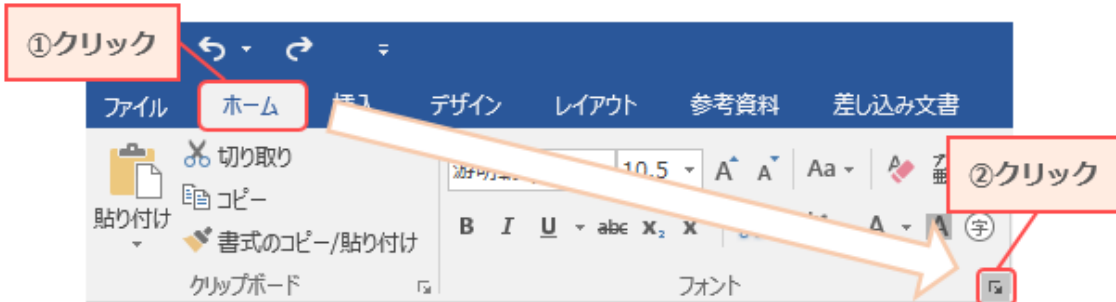 ①クリック
ファイル ホーム 挿入 デザイン レイアウト 参考資料 差し込み文書
切り取り
10.5 A A Aa
②クリック
コピー
貼り付け
B I U abc X₂ x A A 字
書式のコピー/貼り付け
クリップボード フォント